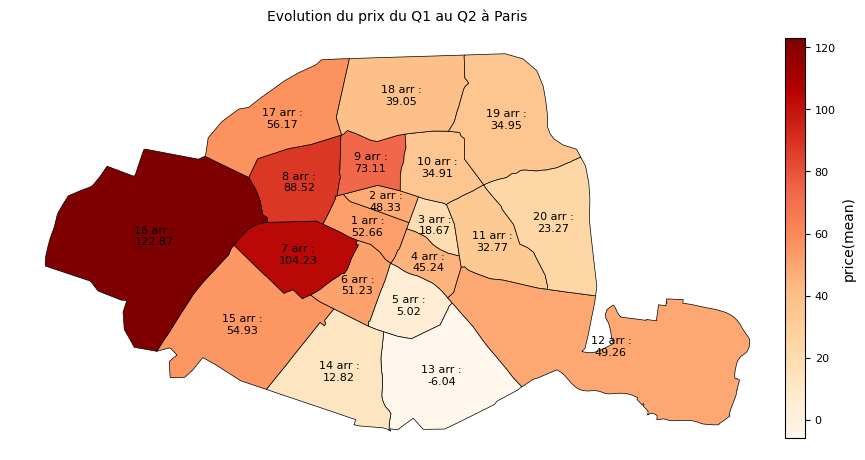 Evolution du prix du Q1 au Q2 à Paris
18 arr :
39.05
17 arr :
56.17
19 arr :
34.95
9 arr :
73.11
10 arr :
34.91
8 arr :
88.52
2 arr :
48.33
20 arr :
23.27
3 arr :
18.67
1 arr :
52.66
16 arr :
122.87
11 arr :
32.77
7 arr :
104.23
4 arr :
45.24
6 arr :
51.23
5 arr :
5.02
15 arr :
54.93
12 arr :
49.26
14 arr :
12.82
13 arr :
-6.04
120
100
80
60
40
20
0
price(mean)